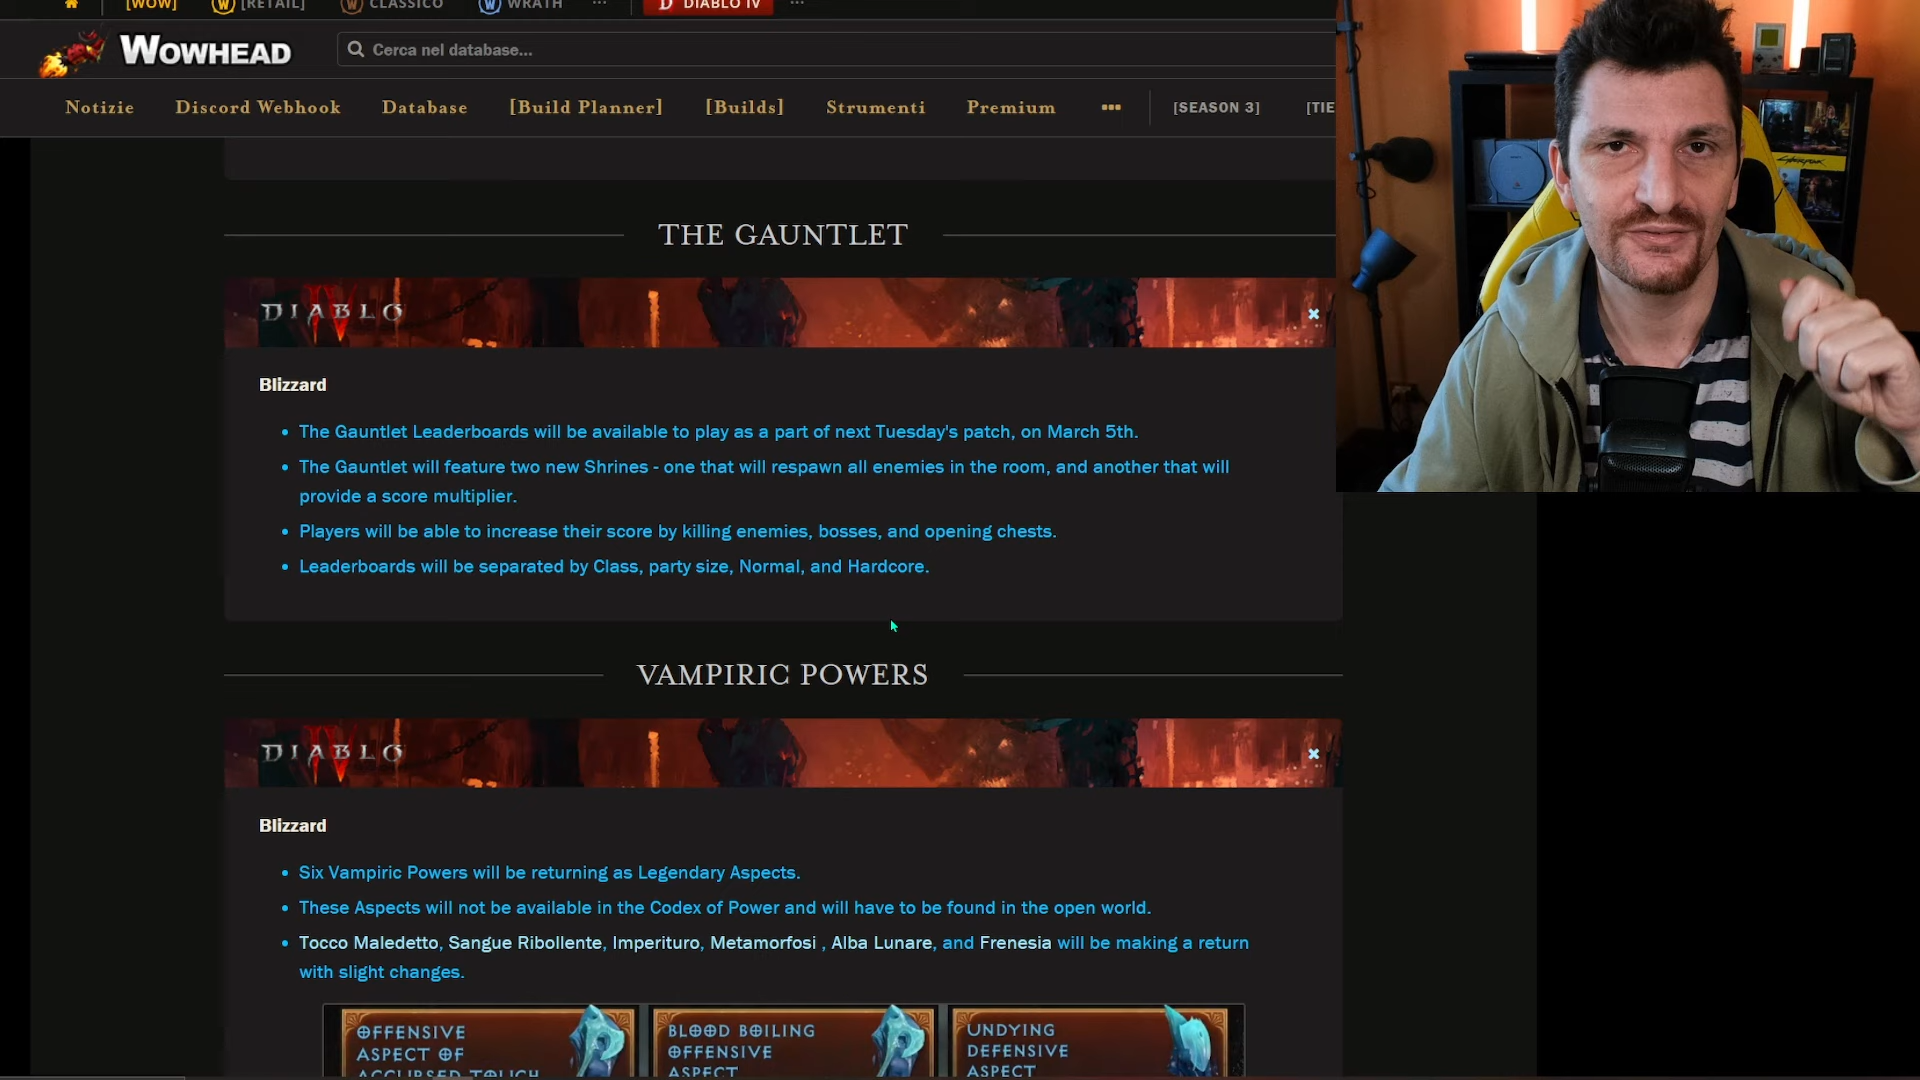 [WOW] [RETAIL] CLASSICO WRATH ... DIABLO IV ...
WOWHEAD
Cerca nel database...
Notizie Discord Webhook Database [Build Planner] [Builds] Strumenti Premium ••• [SEASON 3] [TIE
THE GAUNTLET
DIABLO IV
Blizzard
• The Gauntlet Leaderboards will be available to play as a part of next Tuesday's patch, on March 5th.
• The Gauntlet will feature two new Shrines - one that will respawn all enemies in the room, and another that will
provide a score multiplier.
• Players will be able to increase their score by killing enemies, bosses, and opening chests.
• Leaderboards will be separated by Class, party size, Normal, and Hardcore.
VAMPIRIC POWERS
DIABLO IV
Blizzard
• Six Vampiric Powers will be returning as Legendary Aspects.
• These Aspects will not be available in the Codex of Power and will have to be found in the open world.
• Tocco Maledetto, Sangue Ribollente, Imperituro, Metamorfosi , Alba Lunare, and Frenesia will be making a return
with slight changes.
OFFENSIVE
ASPECT OF
ACCURSED TOUCH
BLOOD BOILING
OFFENSIVE
ASPECT
UNDYING
DEFENSIVE
ASPECT